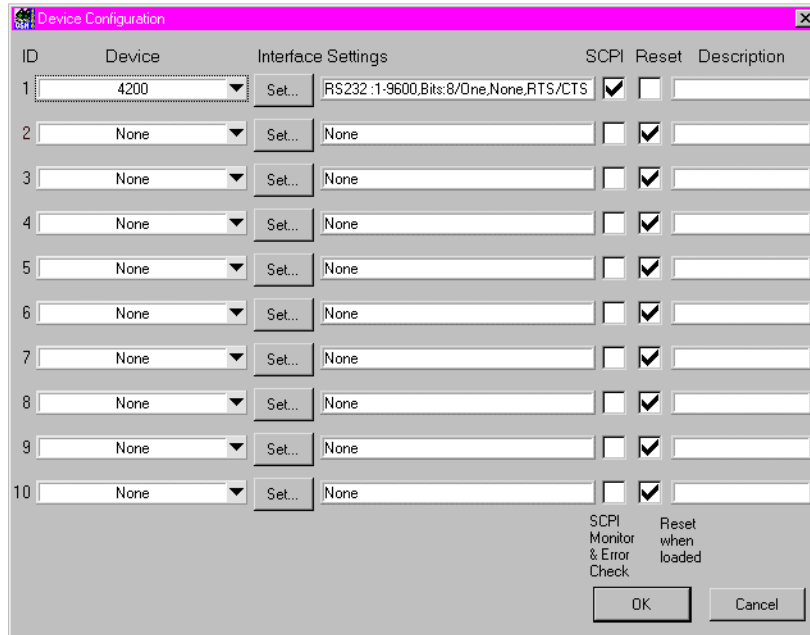 Device Configuration
ID Device Interface Settings SCPI Reset Description
1 4200 Set... RS232 :1-9600,Bits:8/One,None,RTS/CTS
2 None Set... None
3 None Set... None
4 None Set... None
5 None Set... None
6 None Set... None
7 None Set... None
8 None Set... None
9 None Set... None
10 None Set... None
SCPI Monitor & Error Check
Reset when loaded
OK Cancel